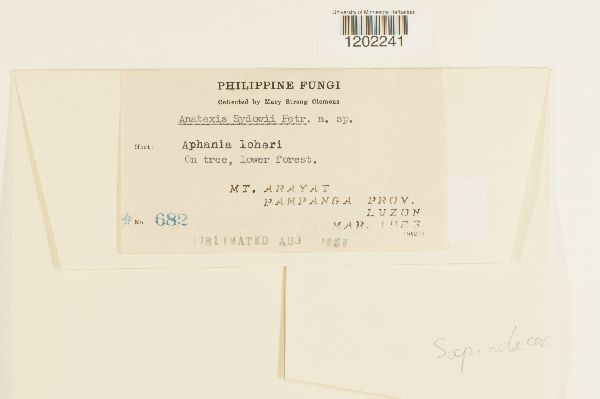 University of Minnesota Herbarium
1202241
PHILIPPINE FUNGI
Collected by Mary Strong Clemens
Anatexis Sydowii Petr. n. sp.
Host: Aphania loheri
On tree, lower forest.
MT. ARAYAT
PAMPANGA PROV.
LUZON
No. 682
MAR. 1923
AUG
Sapindaceae